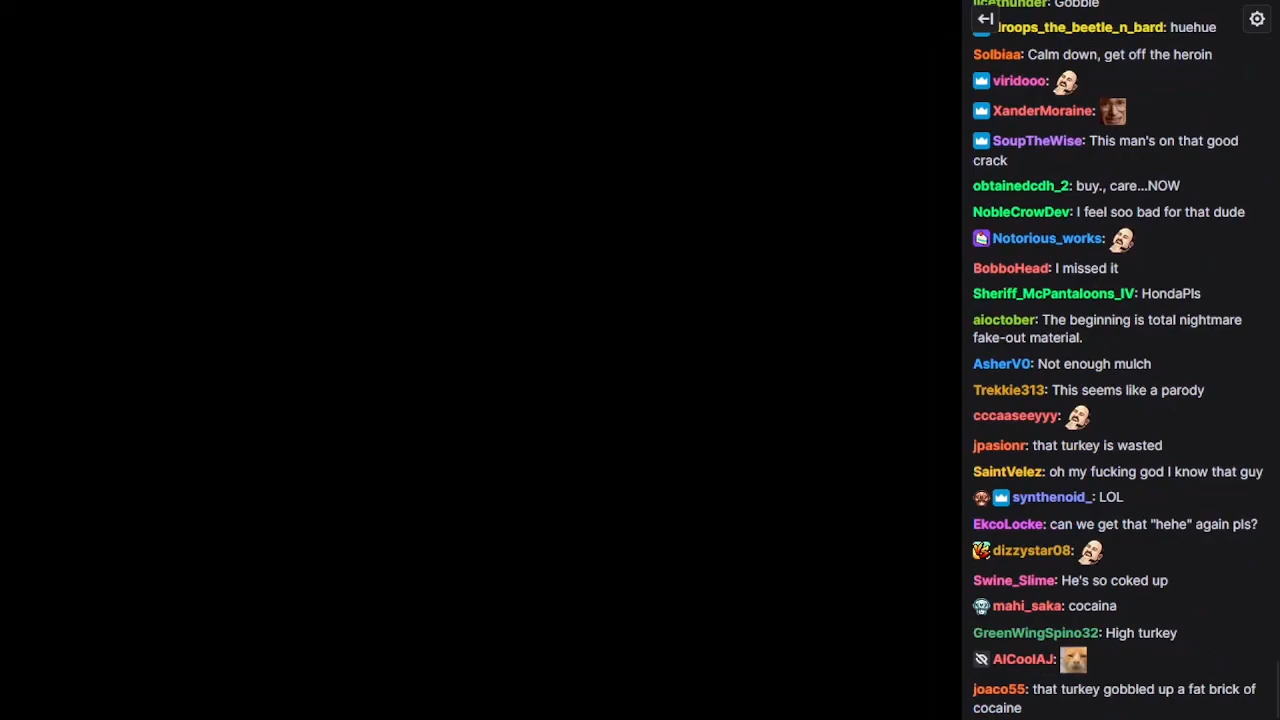 licethunder: Gobble
droops_the_beetle_n_bard: huehue
Solbiaa: Calm down, get off the heroin
viridooo:
XanderMoraine:
SoupTheWise: This man's on that good
crack
obtainedcdh_2: buy., care...NOW
NobleCrowDev: I feel soo bad for that dude
Notorious_works:
BobboHead: I missed it
Sheriff_McPantaloons_IV: HondaPls
aioctober: The beginning is total nightmare
fake-out material.
AsherV0: Not enough mulch
Trekkie313: This seems like a parody
cccaaseeyyy:
jpasionr: that turkey is wasted
SaintVelez: oh my fucking god I know that guy
synthenoid_: LOL
EkcoLocke: can we get that "hehe" again pls?
dizzystar08:
Swine_Slime: He's so coked up
mahi_saka: cocaina
GreenWingSpino32: High turkey
AlCoolAJ:
joaco55: that turkey gobbled up a fat brick of
cocaine